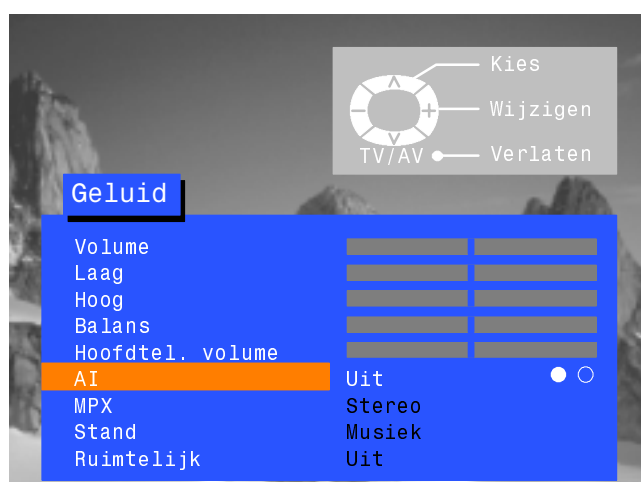 Kies
Wijzigen
TV/AV Verlaten
Geluid
Volume
Laag
Hoog
Balans
Hoofdtel. volume
AI Uit
MPX Stereo
Stand Musiek
Ruimtelijk Uit